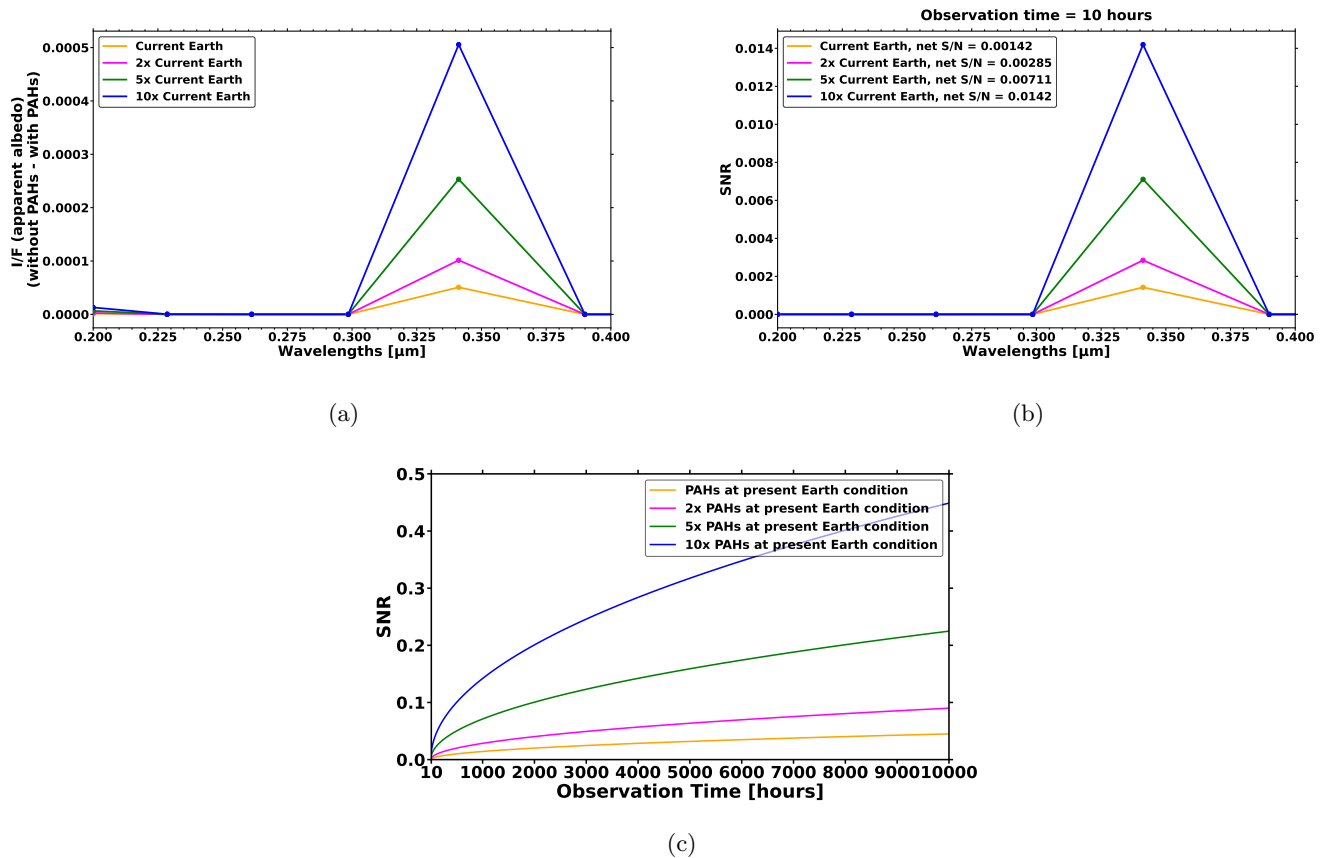 I/F (apparent albedo)
(without PAHs - with PAHs)
0.0005
0.0004
0.0003
0.0002
0.0001
0.0000
Current Earth
2x Current Earth
5x Current Earth
10x Current Earth
0.200 0.225 0.250 0.275 0.300 0.325 0.350 0.375 0.400
Wavelengths [μm]
(a)
Observation time = 10 hours
SNR
0.014
0.012
0.010
0.008
0.006
0.004
0.002
0.000
Current Earth, net S/N = 0.00142
2x Current Earth, net S/N = 0.00285
5x Current Earth, net S/N = 0.00711
10x Current Earth, net S/N = 0.0142
0.200 0.225 0.250 0.275 0.300 0.325 0.350 0.375 0.400
Wavelengths [μm]
(b)
SNR
0.5
0.4
0.3
0.2
0.1
0.0
PAHs at present Earth condition
2x PAHs at present Earth condition
5x PAHs at present Earth condition
10x PAHs at present Earth condition
10 1000 2000 3000 4000 5000 6000 7000 8000 9000 10000
Observation Time [hours]
(c)